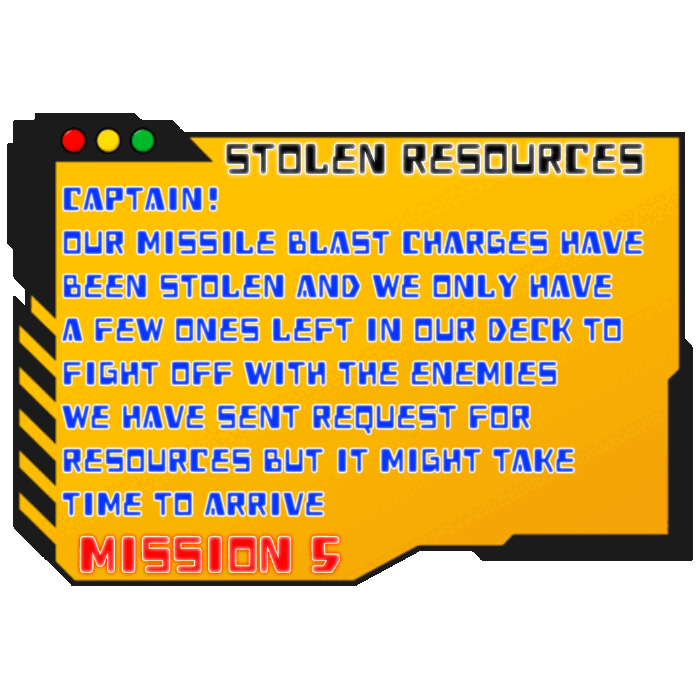 STOLEN RESOURCES
CAPTAIN!
OUR MISSILE BLAST CHARGES HAVE
BEEN STOLEN AND WE ONLY HAVE
A FEW ONES LEFT IN OUR DECK TO
FIGHT OFF WITH THE ENEMIES
WE HAVE SENT REQUEST FOR
RESOURCES BUT IT MIGHT TAKE
TIME TO ARRIVE
MISSION 5